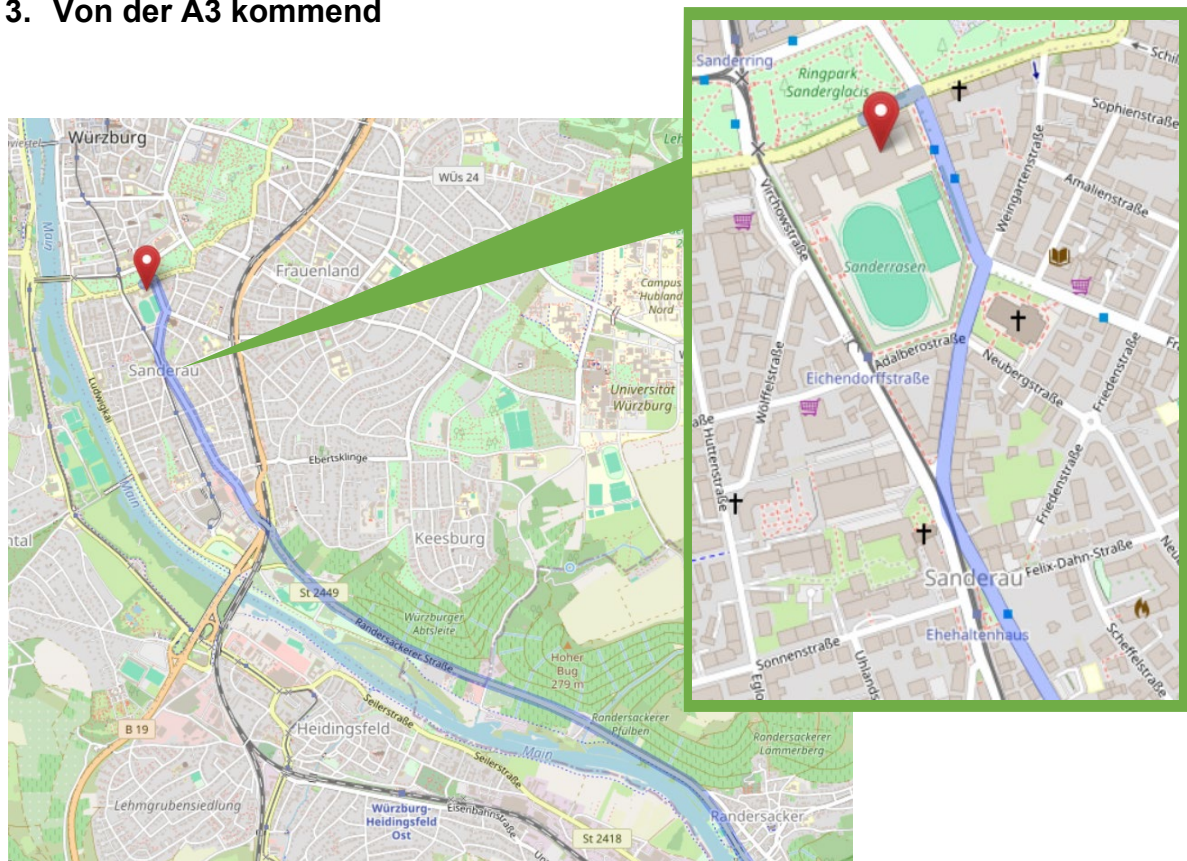 3. Von der A3 kommend
Würzburg
WÜs 24
Main
Frauenland
Campus
Hubland
Nord
Sanderau
Ludwigkai
Universität
Würzburg
Ebertsklinge
Main
Keesburg
St 2449
Würzburger
Abtsleite
Randersackerer Straße
Hoher
Bug
279 m
B 19
Heidingsfeld
Seilerstraße
Randersackerer
Pfülben
Randersackerer
Lämmerberg
Main
Seilerstraße
Lehmgrubensiedlung
Würzburg-
Heidingsfeld
Ost
Eisenbahnstraße
Randersacker
St 2418
Sanderring
Ringpark
Sanderglacis
Sophienstraße
Weingartenstraße
Amalienstraße
Virchowstraße
Sanderrasen
Adalberostraße
Neubergstraße
Friedenstraße
Eichendorffstraße
Wölffelstraße
Huttenstraße
Friedenstraße
Sanderau
Felix-Dahn-Straße
Ehehaltenhaus
Sonnenstraße
Scheffelstraße